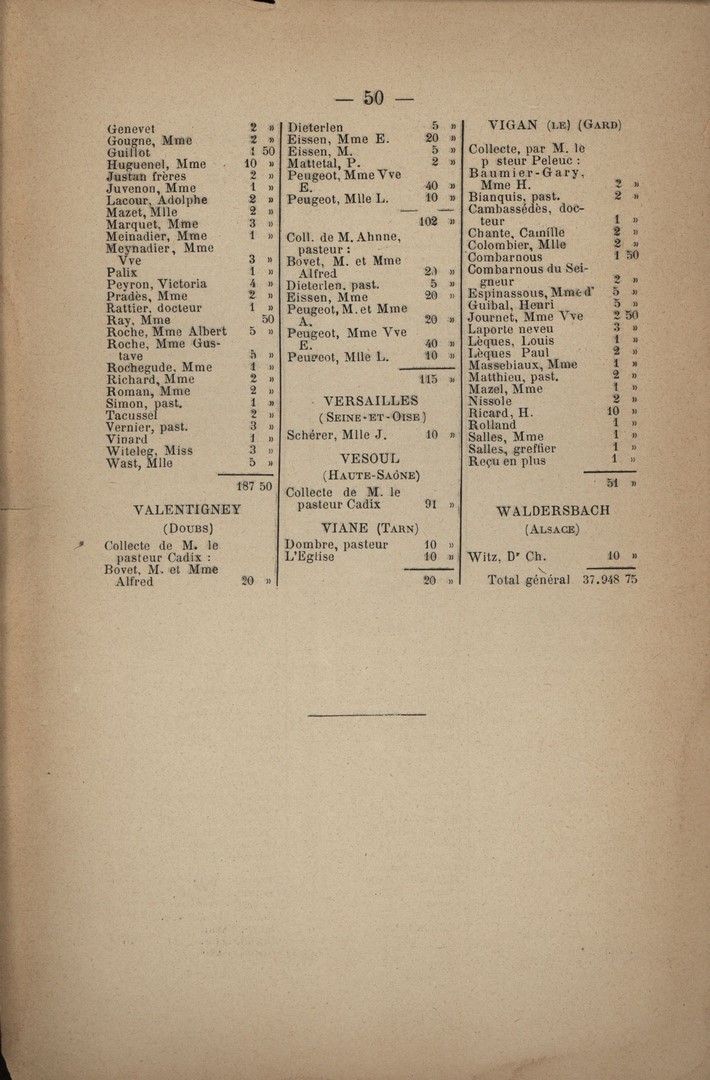 — 50 —
Genevet 2 »
Gougne, Mme 2 »
Guillot 1 50
Huguenel, Mme 10 »
Justan frères 2 »
Juvenon, Mme 1 »
Lacour, Adolphe 2 »
Mazet, Mlle 2 »
Marquet, Mme 3 »
Meinadier, Mme 1 »
Meynadier, Mme
Vve 3 »
Palix 1 »
Peyron, Victoria 4 »
Pradès, Mme 2 »
Rattier, docteur 1 »
Ray, Mme 50
Roche, Mme Albert 5 »
Roche, Mme Gus-
tave 5 »
Rochegude, Mme 1 »
Richard, Mme 2 »
Roman, Mme 2 »
Simon, past. 1 »
Tacussel 2 »
Vernier, past. 3 »
Vinard 1 »
Witeleg, Miss 3 »
Wast, Mlle 5 »
187 50
VALENTIGNEY
(DOUBS)
Collecte de M. le
pasteur Cadix :
Bovet, M. et Mme
Alfred 20 »
Dieterlen 5 »
Eissen, Mme E. 20 »
Eissen, M. 5 »
Mattetal, P. 2 »
Peugeot, Mme Vve
E. 40 »
Peugeot, Mlle L. 10 »
102 »
Coll. de M. Ahnne,
pasteur :
Bovet, M. et Mme
Alfred 20 »
Dieterlen, past. 5 »
Eissen, Mme 20 »
Peugeot, M. et Mme
A. 20 »
Peugeot, Mme Vve
E. 40 »
Peugeot, Mlle L. 10 »
115 »
VERSAILLES
(SEINE-ET-OISE)
Schérer, Mlle J. 10 »
VESOUL
(HAUTE-SAÔNE)
Collecte de M. le
pasteur Cadix 91 »
VIANE (TARN)
Dombre, pasteur 10 »
L'Eglise 10 »
20 »
VIGAN (LE) (GARD)
Collecte, par M. le
p steur Peleuc :
Baumier-Gary,
Mme H. 2 »
Bianquis, past. 2 »
Cambassédès, doc-
teur 1 »
Chante, Camille 2 »
Colombier, Mlle 2 »
Combarnous 1 50
Combarnous du Sei-
gneur 2 »
Espinassous, Mme d' 5 »
Guibal, Henri 5 »
Journet, Mme Vve 2 50
Laporte neveu 3 »
Lèques, Louis 1 »
Lèques Paul 2 »
Massebiaux, Mme 1 »
Matthieu, past. 2 »
Mazel, Mme 1 »
Nissole 2 »
Ricard, H. 10 »
Rolland 1 »
Salles, Mme 1 »
Salles, greffier 1 »
Reçu en plus 1 »
51 »
WALDERSBACH
(ALSACE)
Witz, Dr Ch. 10 »
Total général 37.948 75